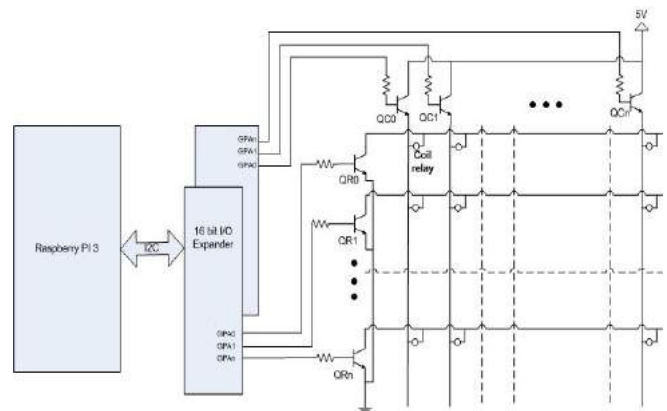 5V
QC0
QC1
QCn
GPAn
GPA1
GPA0
Coil
relay
QR0
16 bit I/O
Expander
Raspberry PI 3
I2C
QR1
GPA0
GPA1
GPAn
QRn